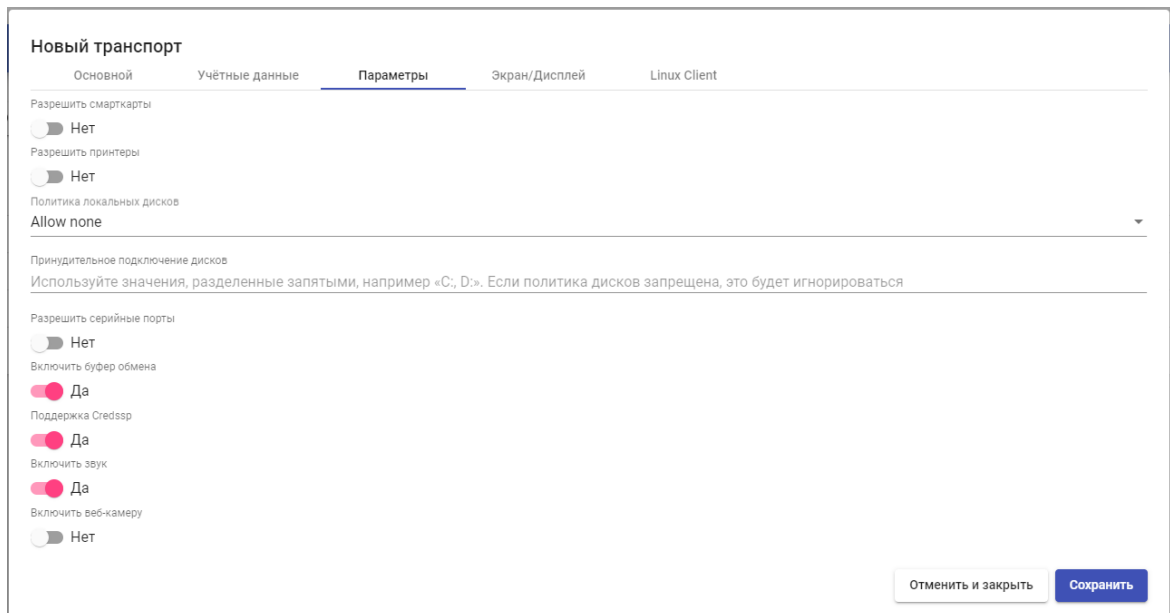 Новый транспорт
Основной Учётные данные Параметры Экран/Дисплей Linux Client
Разрешить смарткарты
Нет
Разрешить принтеры
Нет
Политика локальных дисков
Allow none
Принудительное подключение дисков
Используйте значения, разделенные запятыми, например «C:, D:». Если политика дисков запрещена, это будет игнорироваться
Разрешить серийные порты
Нет
Включить буфер обмена
Да
Поддержка Credssp
Да
Включить звук
Да
Включить веб-камеру
Нет
Отменить и закрыть Сохранить